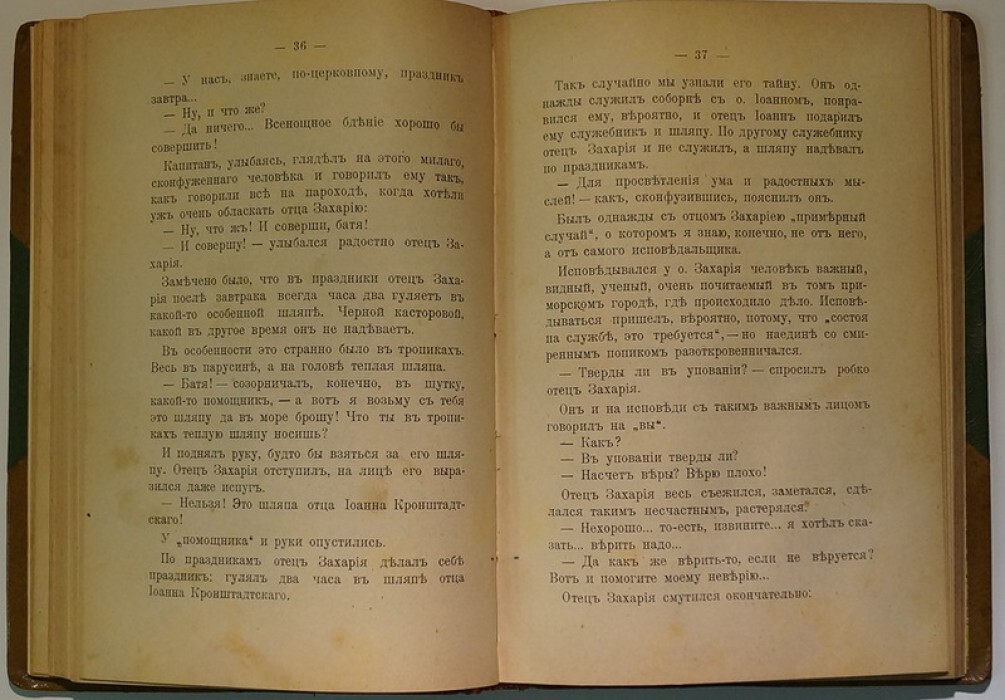 — 36 —
— У насъ, знаете, по-церковному, праздникъ
завтра...
— Ну, и что же?
— Да ничего... Всенощное бдѣніе хорошо бы
совершить!
Капитанъ, улыбаясь, глядѣлъ на этого милаго,
сконфуженнаго человѣка и говорилъ ему такъ,
какъ говорили всѣ на пароходѣ, когда хотѣли
ужъ очень обласкать отца Захарію:
— Ну, что жъ! И соверши, батя!
— И совершу! — улыбался радостно отецъ За-
харія.
Замѣчено было, что въ праздники отецъ Заха-
рія послѣ завтрака всегда часа два гуляетъ въ
какой-то особенной шляпѣ. Черной касторовой,
какой въ другое время онъ не надѣваетъ.
Въ особенности это странно было въ тропикахъ.
Весь въ парусинѣ, а на головѣ теплая шляпа.
— Батя! — созорничалъ, конечно, въ шутку,
какой-то помощникъ, — а вотъ я возьму съ тебя
это шляпу да въ море брошу! Что ты въ тропи-
кахъ теплую шляпу носишь?
И поднялъ руку, будто бы взяться за его шля-
пу. Отецъ Захарія отступилъ, на лицѣ его выра-
зился даже испугъ.
— Нельзя! Это шляпа отца Іоанна Кронштадт-
скаго!
У „помощника“ и руки опустились.
По праздникамъ отецъ Захарія дѣлалъ себѣ
праздникъ: гулялъ два часа въ шляпѣ отца
Іоанна Кронштадтскаго.
— 37 —
Такъ случайно мы узнали его тайну. Онъ од-
нажды служилъ соборнѣ съ о. Іоанномъ, понра-
вился ему, вѣроятно, и отецъ Іоаннъ подарилъ
ему служебникъ и шляпу. По другому служебнику
отецъ Захарія и не служилъ, а шляпу надѣвалъ
по праздникамъ.
— Для просвѣтленія ума и радостныхъ мы-
слей! — какъ, сконфузившись, пояснилъ онъ.
Былъ однажды съ отцомъ Захаріею „примѣрный
случай“, о которомъ я знаю, конечно, не отъ него,
а отъ самого исповѣдальщика.
Исповѣдывался у о. Захарія человѣкъ важный,
видный, ученый, очень почитаемый въ томъ при-
морскомъ городѣ, гдѣ происходило дѣло. Исповѣ-
дываться пришелъ, вѣроятно, потому, что „состоя
на службѣ, это требуется“, — но наединѣ со сми-
реннымъ попикомъ разоткровенничался.
— Тверды ли въ упованіи? — спросилъ робко
отецъ Захарія.
Онъ и на исповѣди съ такимъ важнымъ лицомъ
говорилъ на „вы“.
— Какъ?
— Въ упованіи тверды ли?
— Насчетъ вѣры? Вѣрю плохо!
Отецъ Захарія весь съежился, заметался, сдѣ-
лался такимъ несчастнымъ, растерялся.
— Нехорошо... то-есть, извините... я хотѣлъ ска-
зать... вѣрить надо...
— Да какъ же вѣрить-то, если не вѣруется?
Вотъ и помогите моему невѣрію...
Отецъ Захарія смутился окончательно: